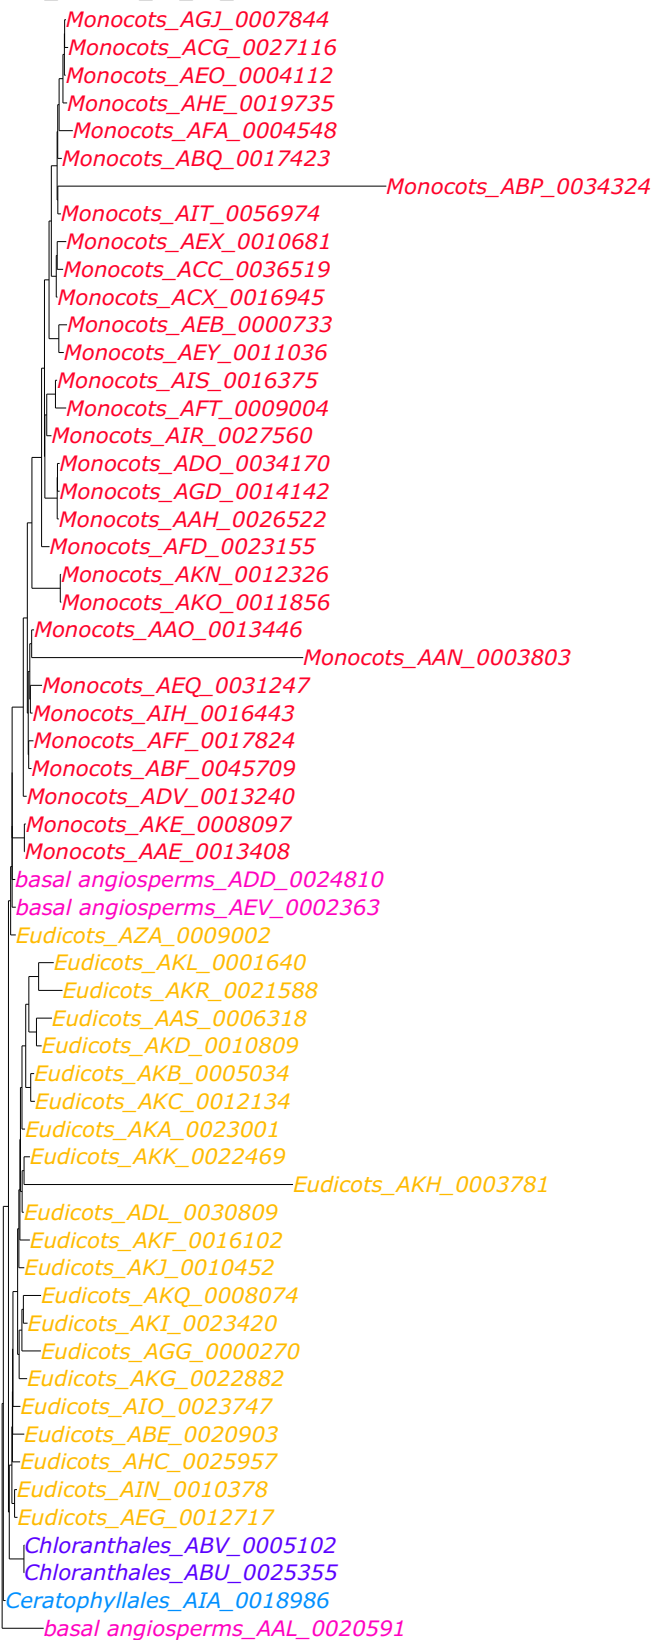 Monocots_AGJ_0007844
Monocots_ACG_0027116
Monocots_AEO_0004112
Monocots_AHE_0019735
Monocots_AFA_0004548
Monocots_ABQ_0017423
Monocots_ABP_0034324
Monocots_AIT_0056974
Monocots_AEX_0010681
Monocots_ACC_0036519
Monocots_ACX_0016945
Monocots_AEB_0000733
Monocots_AEY_0011036
Monocots_AIS_0016375
Monocots_AFT_0009004
Monocots_AIR_0027560
Monocots_ADO_0034170
Monocots_AGD_0014142
Monocots_AAH_0026522
Monocots_AFD_0023155
Monocots_AKN_0012326
Monocots_AKO_0011856
Monocots_AAO_0013446
Monocots_AAN_0003803
Monocots_AEQ_0031247
Monocots_AIH_0016443
Monocots_AFF_0017824
Monocots_ABF_0045709
Monocots_ADV_0013240
Monocots_AKE_0008097
Monocots_AAE_0013408
basal angiosperms_ADD_0024810
basal angiosperms_AEV_0002363
Eudicots_AZA_0009002
Eudicots_AKL_0001640
Eudicots_AKR_0021588
Eudicots_AAS_0006318
Eudicots_AKD_0010809
Eudicots_AKB_0005034
Eudicots_AKC_0012134
Eudicots_AKA_0023001
Eudicots_AKK_0022469
Eudicots_AKH_0003781
Eudicots_ADL_0030809
Eudicots_AKF_0016102
Eudicots_AKJ_0010452
Eudicots_AKQ_0008074
Eudicots_AKI_0023420
Eudicots_AGG_0000270
Eudicots_AKG_0022882
Eudicots_AIO_0023747
Eudicots_ABE_0020903
Eudicots_AHC_0025957
Eudicots_AIN_0010378
Eudicots_AEG_0012717
Chloranthales_ABV_0005102
Chloranthales_ABU_0025355
Ceratophyllales_AIA_0018986
basal angiosperms_AAL_0020591